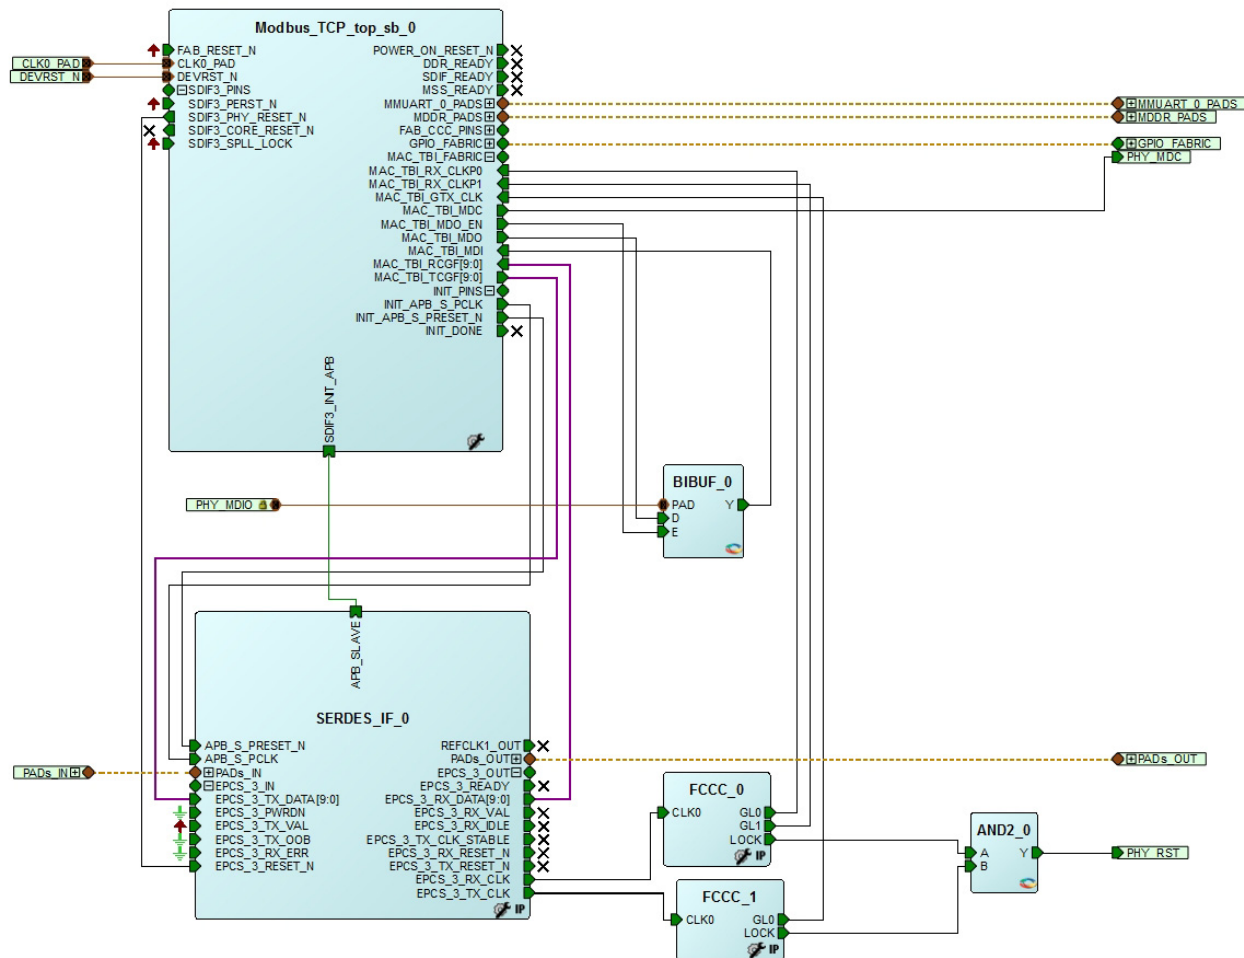 Modbus_TCP_top_sb_0
FAB_RESET_N
POWER_ON_RESET_N
CLK0_PAD
CLK0_PAD
DDR_READY
DEVRST_N
DEVRST_N
SDIF_READY
SDIF3_PINS
MSS_READY
SDIF3_PERST_N
MMUART_0_PADS
MMUART_0_PADS
SDIF3_PHY_RESET_N
MDDR_PADS
MDDR_PADS
SDIF3_CORE_RESET_N
FAB_CCC_PINS
SDIF3_SPLL_LOCK
GPIO_FABRIC
GPIO_FABRIC
MAC_TBI_FABRIC
PHY_MDC
MAC_TBI_RX_CLKP0
MAC_TBI_RX_CLKP1
MAC_TBI_GTX_CLK
MAC_TBI_MDC
MAC_TBI_MDO_EN
MAC_TBI_MDO
MAC_TBI_MDI
MAC_TBI_RCGF[9:0]
MAC_TBI_TCGF[9:0]
INIT_PINS
INIT_APB_S_PCLK
INIT_APB_S_PRESET_N
INIT_DONE
SDIF3_INIT_APB
BIBUF_0
PHY_MDIO
PAD
Y
D
E
APB_SLAVE
SERDES_IF_0
APB_S_PRESET_N
REFCLK1_OUT
APB_S_PCLK
PADs_OUT
PADs_OUT
PADs_IN
PADs_IN
EPCS_3_OUT
EPCS_3_IN
EPCS_3_READY
EPCS_3_TX_DATA[9:0]
EPCS_3_RX_DATA[9:0]
EPCS_3_PWRDN
EPCS_3_RX_VAL
EPCS_3_TX_VAL
EPCS_3_RX_IDLE
EPCS_3_TX_OOB
EPCS_3_TX_CLK_STABLE
EPCS_3_RX_ERR
EPCS_3_RX_RESET_N
EPCS_3_RESET_N
EPCS_3_TX_RESET_N
EPCS_3_RX_CLK
EPCS_3_TX_CLK
IP
FCCC_0
CLK0
GL0
GL1
LOCK
IP
AND2_0
A
Y
B
PHY_RST
FCCC_1
CLK0
GL0
LOCK
IP